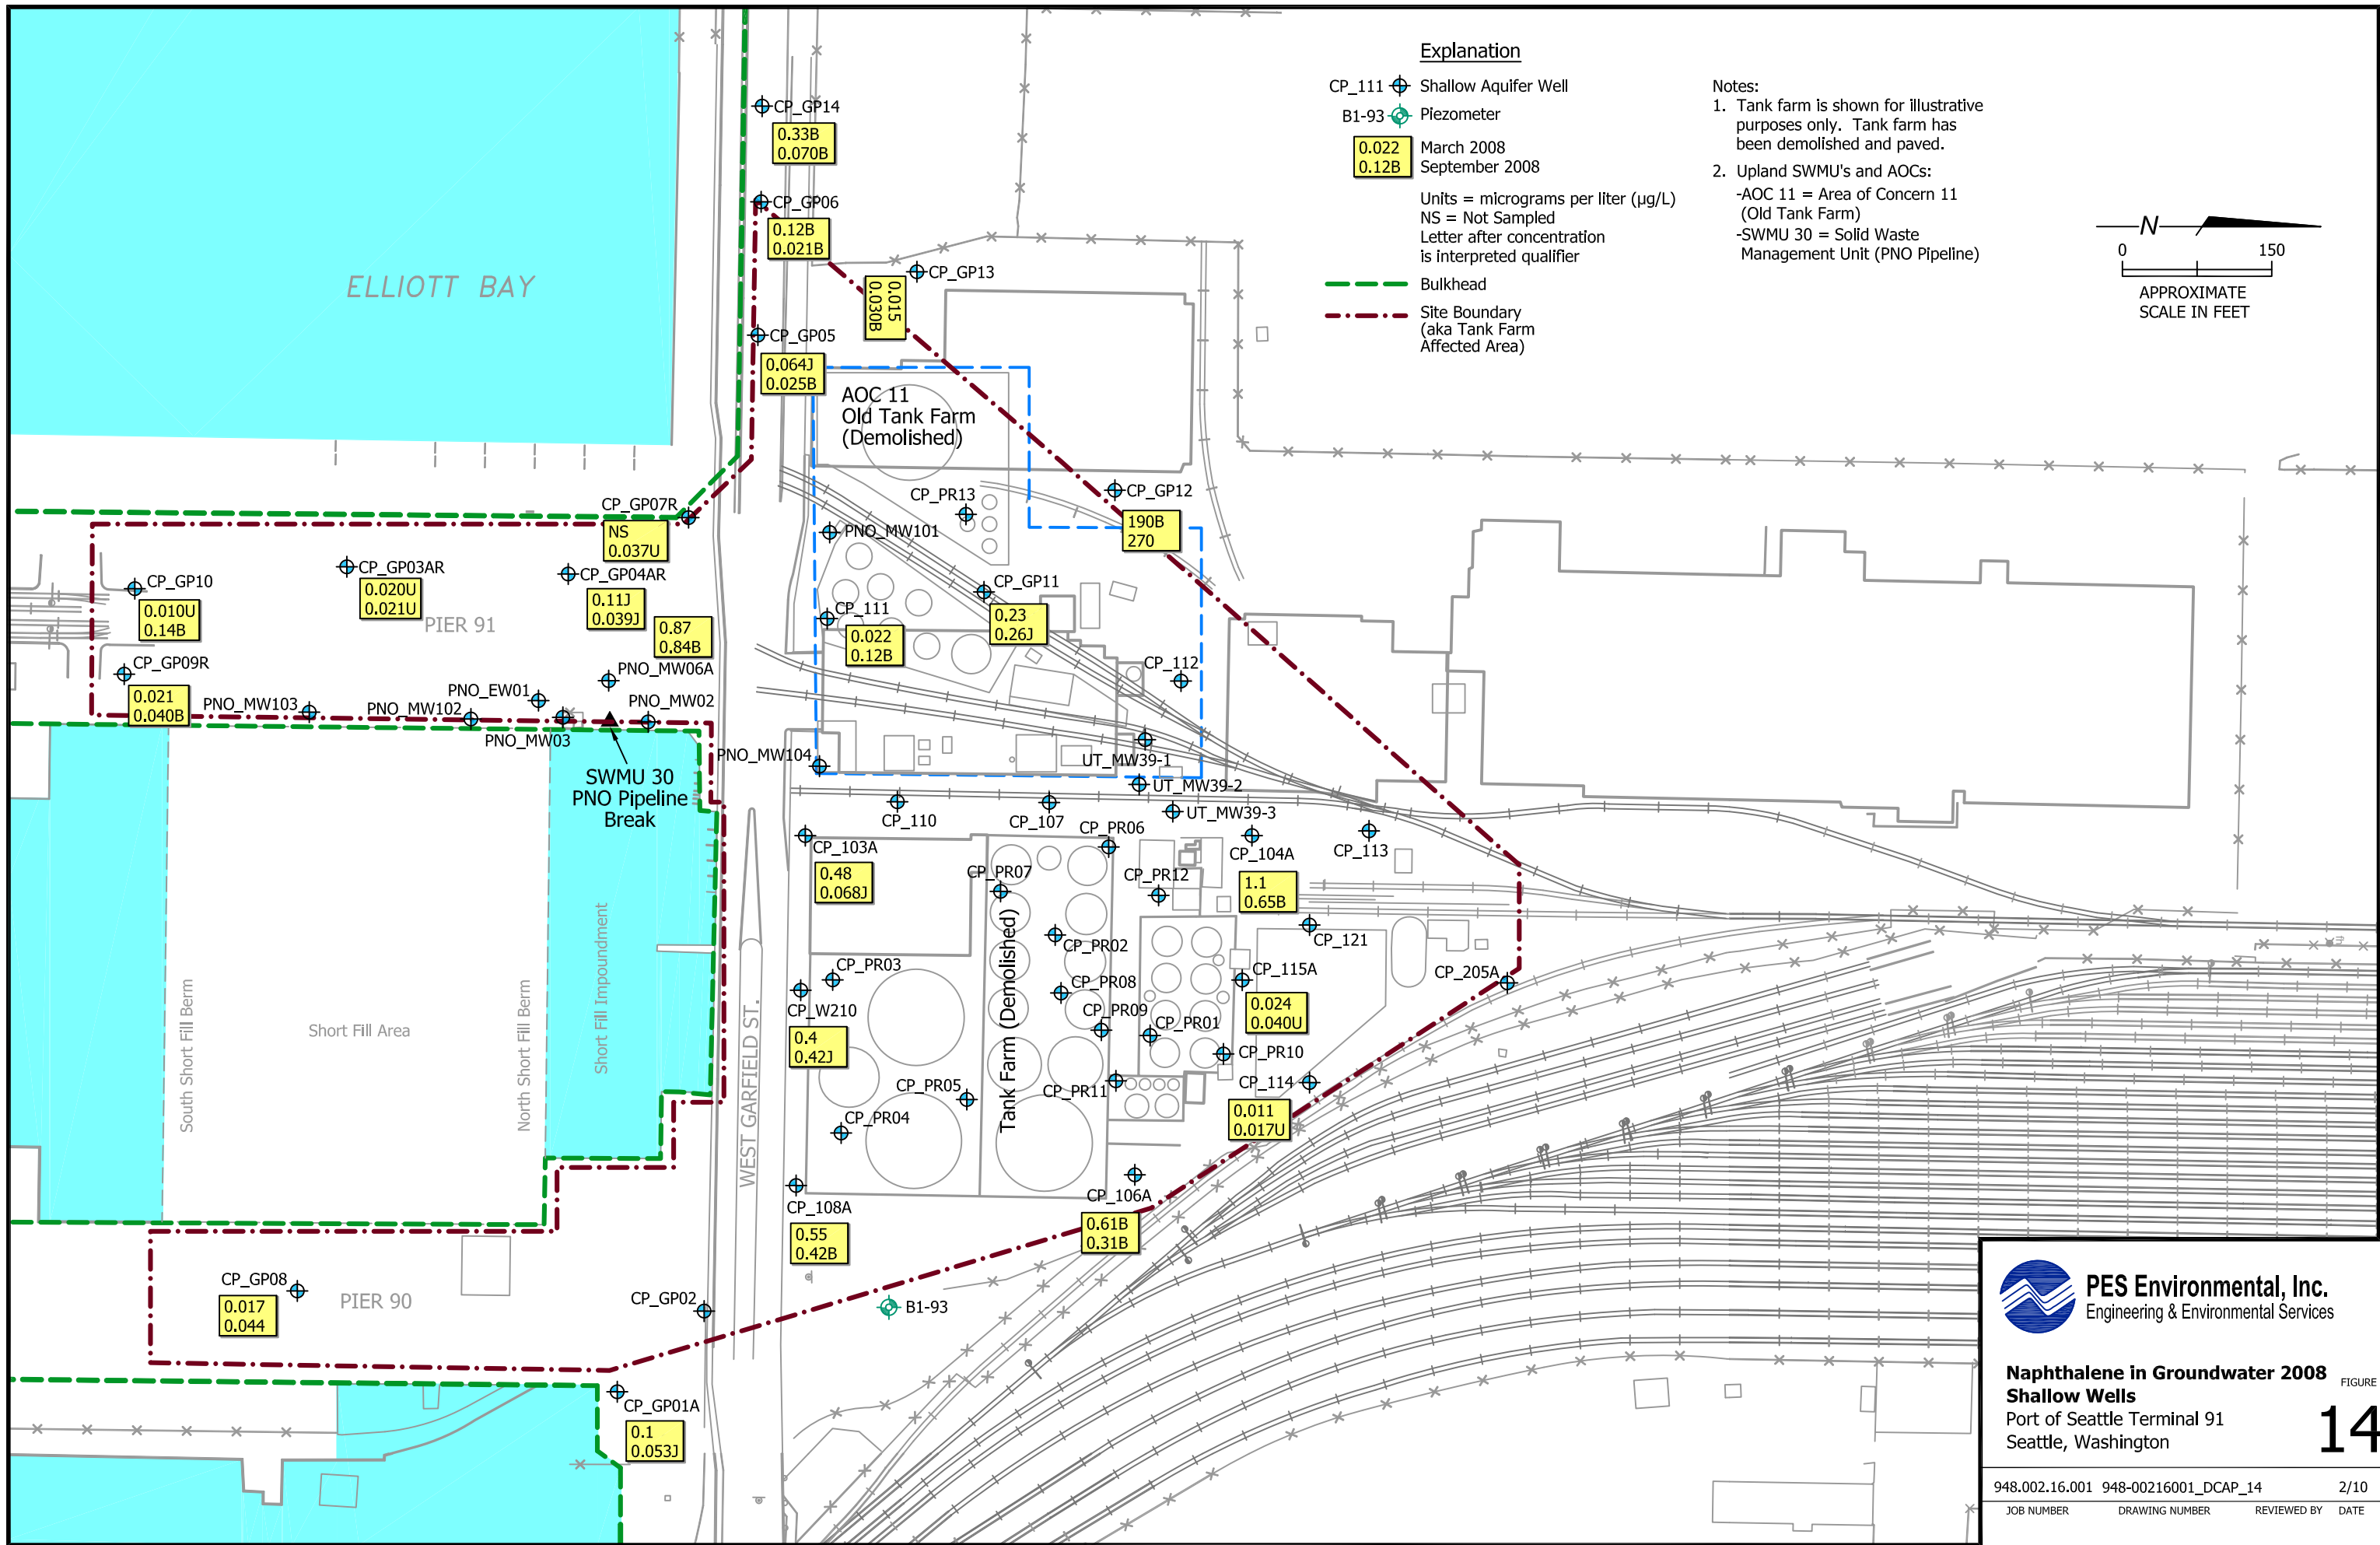 Explanation
CP_111 Shallow Aquifer Well
B1-93 Piezometer
0.022 March 2008
0.12B September 2008
Units = micrograms per liter (µg/L)
NS = Not Sampled
Letter after concentration
is interpreted qualifier
Bulkhead
Site Boundary
(aka Tank Farm
Affected Area)
Notes:
1. Tank farm is shown for illustrative
purposes only. Tank farm has
been demolished and paved.
2. Upland SWMU's and AOCs:
-AOC 11 = Area of Concern 11
(Old Tank Farm)
-SWMU 30 = Solid Waste
Management Unit (PNO Pipeline)
N
0 150
APPROXIMATE
SCALE IN FEET
ELLIOTT BAY
CP_GP14
0.33B
0.070B
CP_GP06
0.12B
0.021B
CP_GP13
0.015
0.030B
CP_GP05
0.064J
0.025B
AOC 11
Old Tank Farm
(Demolished)
CP_GP07R
NS
0.037U
CP_PR13
CP_GP12
190B
270
PNO_MW101
CP_GP10
0.010U
0.14B
CP_GP03AR
0.020U
0.021U
CP_GP04AR
0.11J
0.039J
PIER 91
CP_GP11
0.23
0.26J
CP_111
0.022
0.12B
0.87
0.84B
PNO_MW06A
CP_GP09R
0.021
0.040B
CP_112
PNO_MW103
PNO_MW102
PNO_EW01
PNO_MW02
PNO_MW03
SWMU 30
PNO Pipeline
Break
PNO_MW104
UT_MW39-1
UT_MW39-2
UT_MW39-3
CP_110
CP_107
CP_PR06
CP_104A
CP_113
CP_103A
0.48
0.068J
CP_PR07
CP_PR12
1.1
0.65B
CP_121
CP_PR02
CP_PR03
CP_PR08
CP_115A
0.024
0.040U
CP_205A
CP_W210
0.4
0.42J
CP_PR09
CP_PR01
CP_PR10
CP_PR05
CP_PR11
CP_114
0.011
0.017U
CP_PR04
Tank Farm (Demolished)
WEST GARFIELD ST.
South Short Fill Berm
Short Fill Area
North Short Fill Berm
Short Fill Impoundment
CP_108A
0.55
0.42B
CP_106A
0.61B
0.31B
CP_GP08
0.017
0.044
PIER 90
CP_GP02
B1-93
CP_GP01A
0.1
0.053J
PES Environmental, Inc.
Engineering & Environmental Services
Naphthalene in Groundwater 2008
Shallow Wells
Port of Seattle Terminal 91
Seattle, Washington
FIGURE
14
948.002.16.001 948-00216001_DCAP_14 2/10
JOB NUMBER DRAWING NUMBER REVIEWED BY DATE